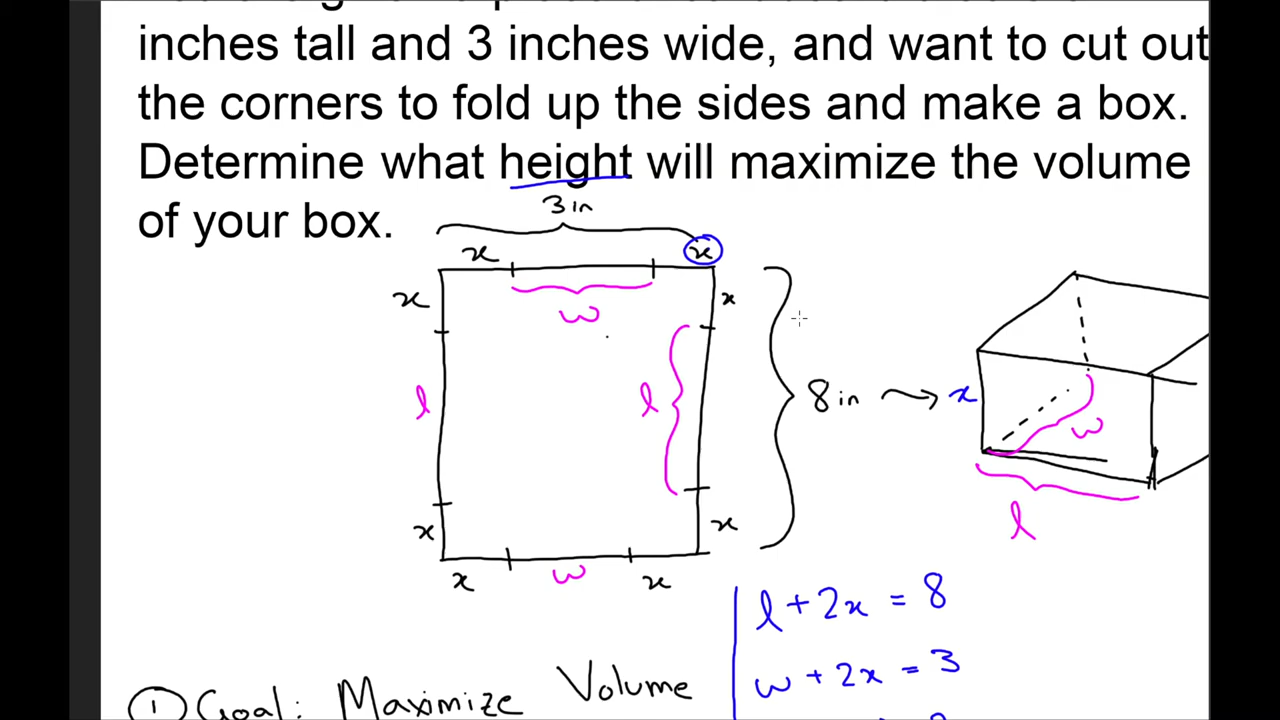 inches tall and 3 inches wide, and want to cut out
the corners to fold up the sides and make a box.
Determine what height will maximize the volume
of your box.
3 in
x
x
x
x
w
l
l
8 in
x
w
l
x
x
x
w
x
l + 2x = 8
w + 2x = 3
① Goal: Maximize Volume